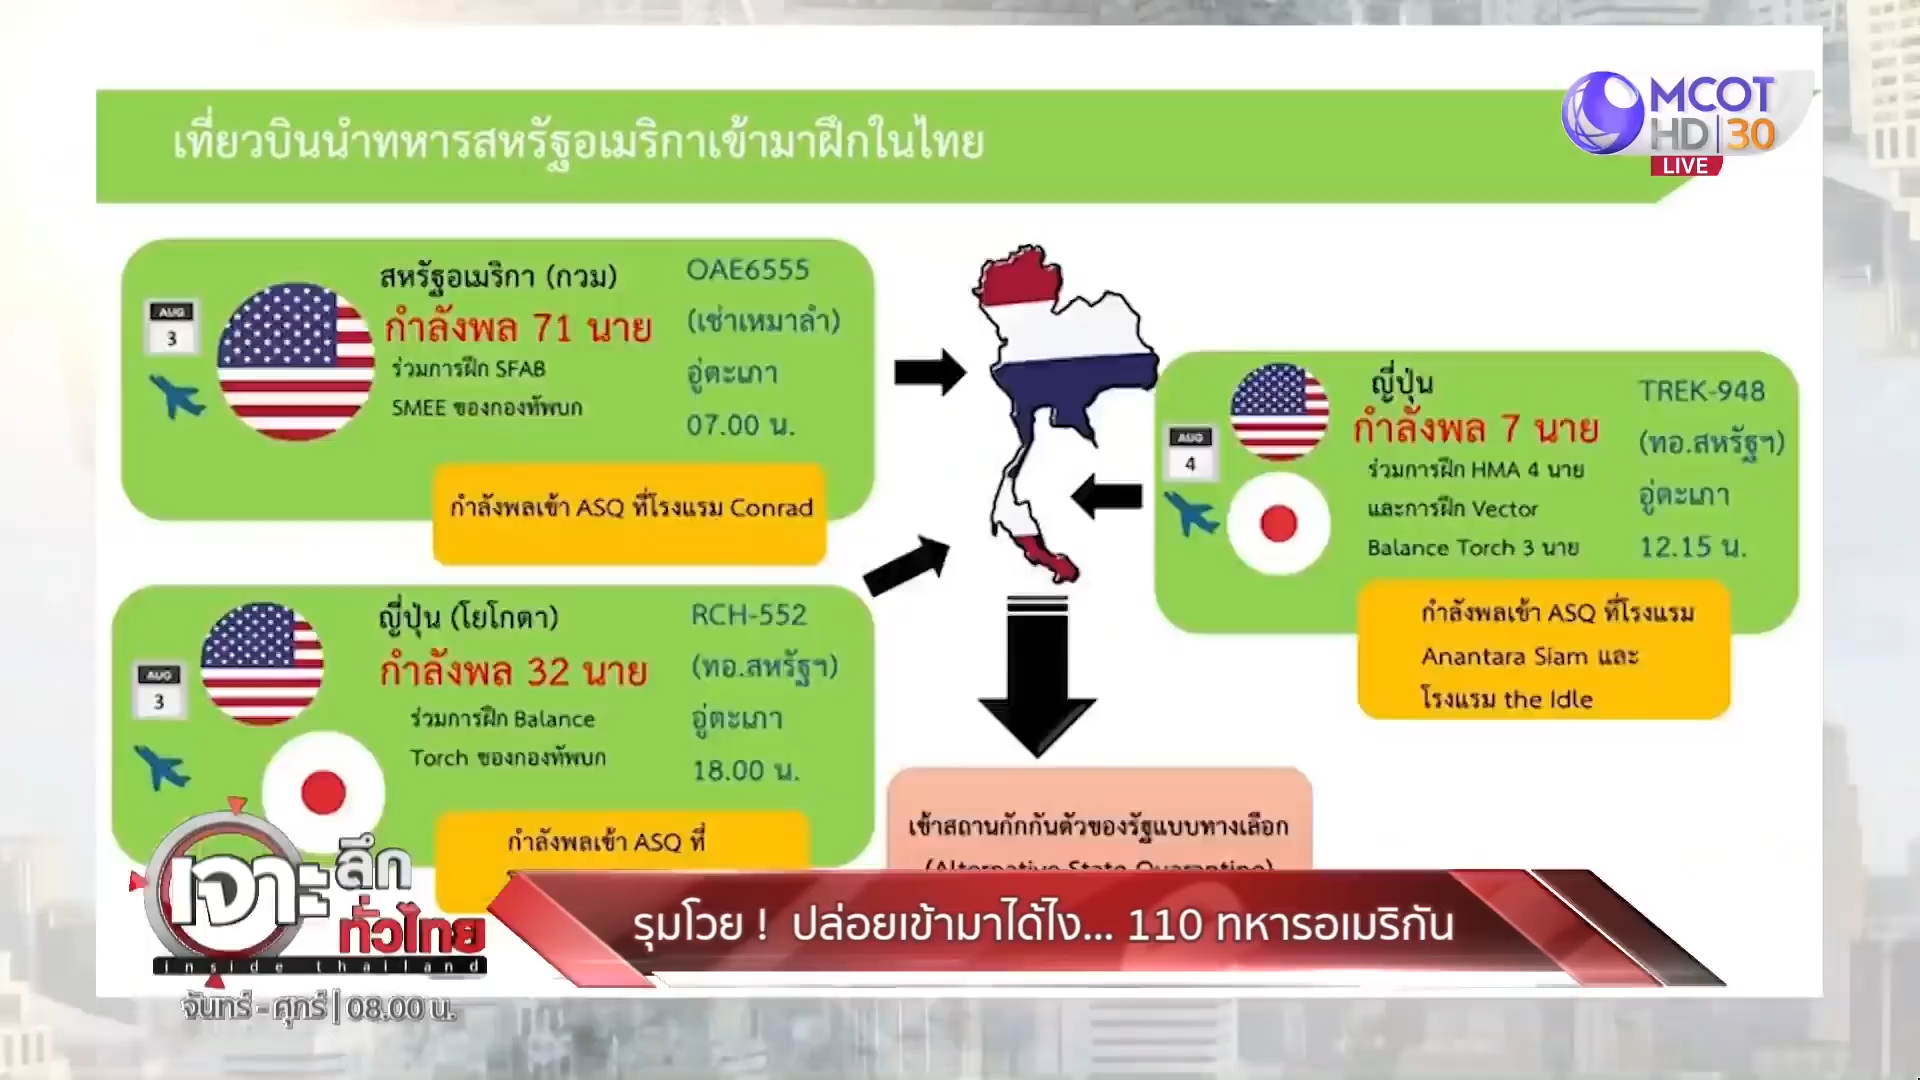 MCOT
HD 30
LIVE
เที่ยวบินนำทหารสหรัฐอเมริกาเข้ามาฝึกในไทย
AUG
3
สหรัฐอเมริกา (กวม)
กำลังพล 71 นาย
ร่วมการฝึก SFAB
SMEE ของกองทัพบก
OAE6555
(เช่าเหมาลำ)
อู่ตะเภา
07.00 น.
กำลังพลเข้า ASQ ที่โรงแรม Conrad
AUG
4
ญี่ปุ่น
กำลังพล 7 นาย
ร่วมการฝึก HMA 4 นาย
และการฝึก Vector
Balance Torch 3 นาย
TREK-948
(ทอ.สหรัฐฯ)
อู่ตะเภา
12.15 น.
กำลังพลเข้า ASQ ที่โรงแรม
Anantara Siam และ
โรงแรม the Idle
AUG
3
ญี่ปุ่น (โยโกตา)
กำลังพล 32 นาย
ร่วมการฝึก Balance
Torch ของกองทัพบก
RCH-552
(ทอ.สหรัฐฯ)
อู่ตะเภา
18.00 น.
กำลังพลเข้า ASQ ที่
เข้าสถานกักกันตัวของรัฐแบบทางเลือก
(Alternative State Quarantine)
เจาะลึก
ทั่วไทย
inside thailand
จันทร์ - ศุกร์ | 08.00 น.
รุมโวย ! ปล่อยเข้ามาได้ไง... 110 ทหารอเมริกัน